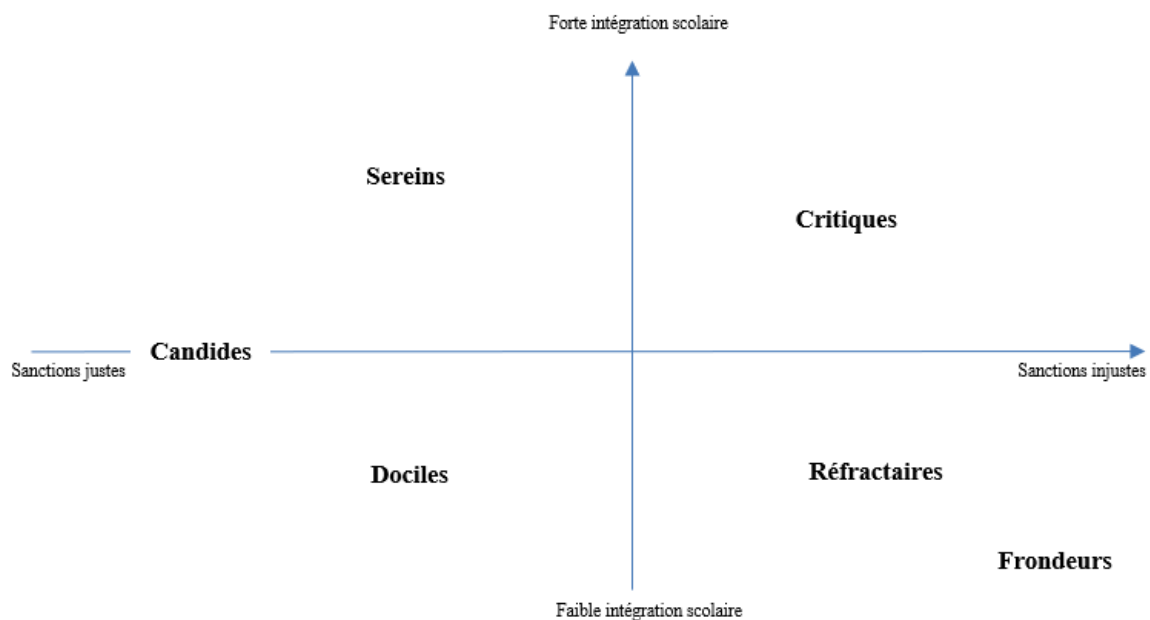 Forte intégration scolaire
Sereins
Critiques
Candides
Sanctions justes
Sanctions injustes
Dociles
Réfractaires
Frondeurs
Faible intégration scolaire